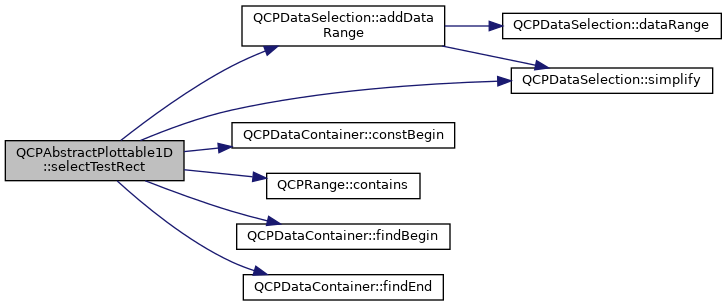 QCPAbstractPlottable1D
::selectTestRect
QCPDataSelection::addData
Range
QCPDataSelection::dataRange
QCPDataSelection::simplify
QCPDataContainer::constBegin
QCPRange::contains
QCPDataContainer::findBegin
QCPDataContainer::findEnd